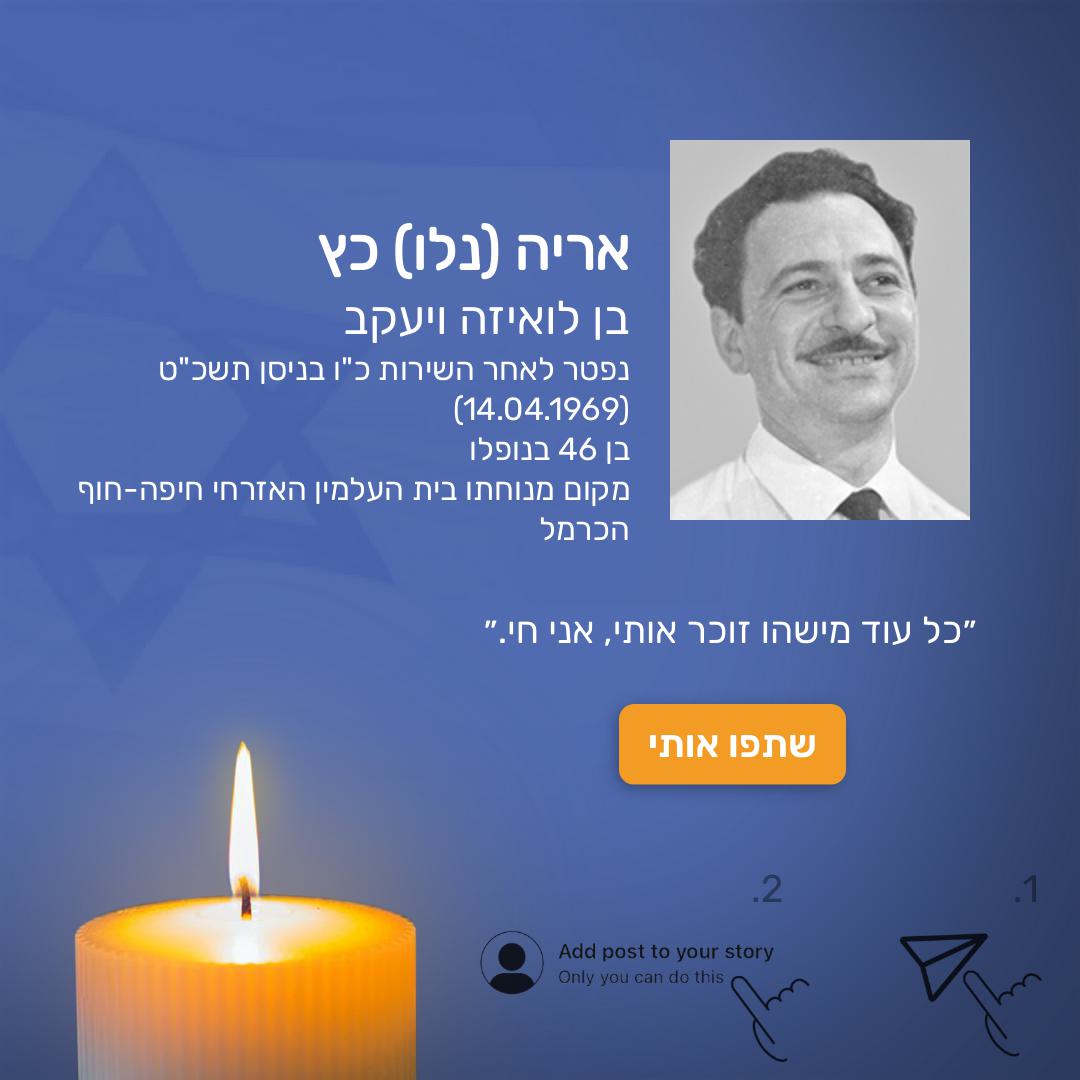 אריה (נלו) כץ
בן לואיזה ויעקב
נפטר לאחר השירות כ"ו בניסן תשכ"ט
(14.04.1969)
בן 46 בנופלו
מקום מנוחתו בית העלמין האזרחי חיפה-חוף
הכרמל
״כל עוד מישהו זוכר אותי, אני חי.״
שתפו אותי
1.
2.
Add post to your story
Only you can do this